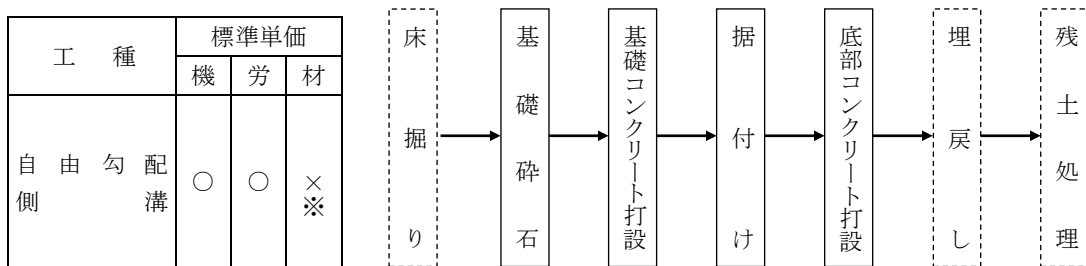 工種
標準単価
機
労
材
自由勾配
側溝
○
○
×
※
床掘り
基礎砕石
基礎コンクリート打設
据付け
底部コンクリート打設
埋戻し
残土処理